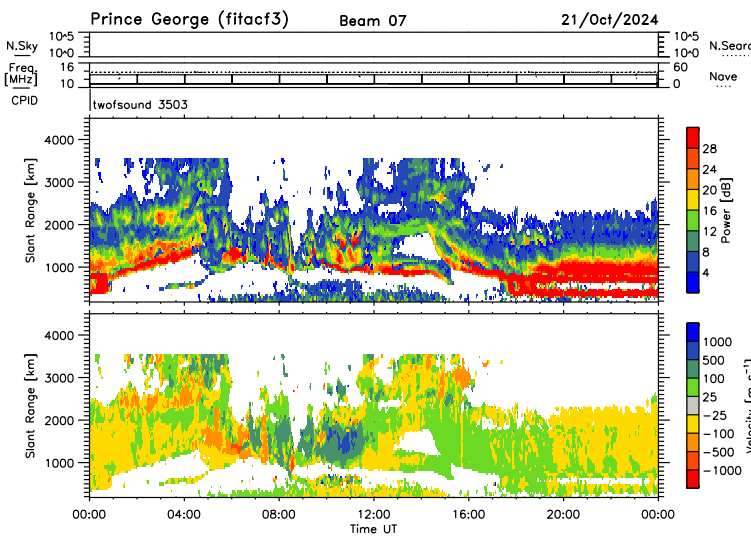 Prince George (fitacf3) Beam 07 21/Oct/2024
N.Sky 10^5 10^0 10^5 10^0 N.Sear
Freq. [MHz] 16 10 60 0 Nave
CPID twofsound 3503
Slant Range [km] 4000 3000 2000 1000
28 24 20 16 12 8 4 Power [dB]
Slant Range [km] 4000 3000 2000 1000
1000 500 100 25 −25 −100 −500 −1000 Velocity [m s⁻¹]
00:00 04:00 08:00 12:00 16:00 20:00 00:00
Time UT